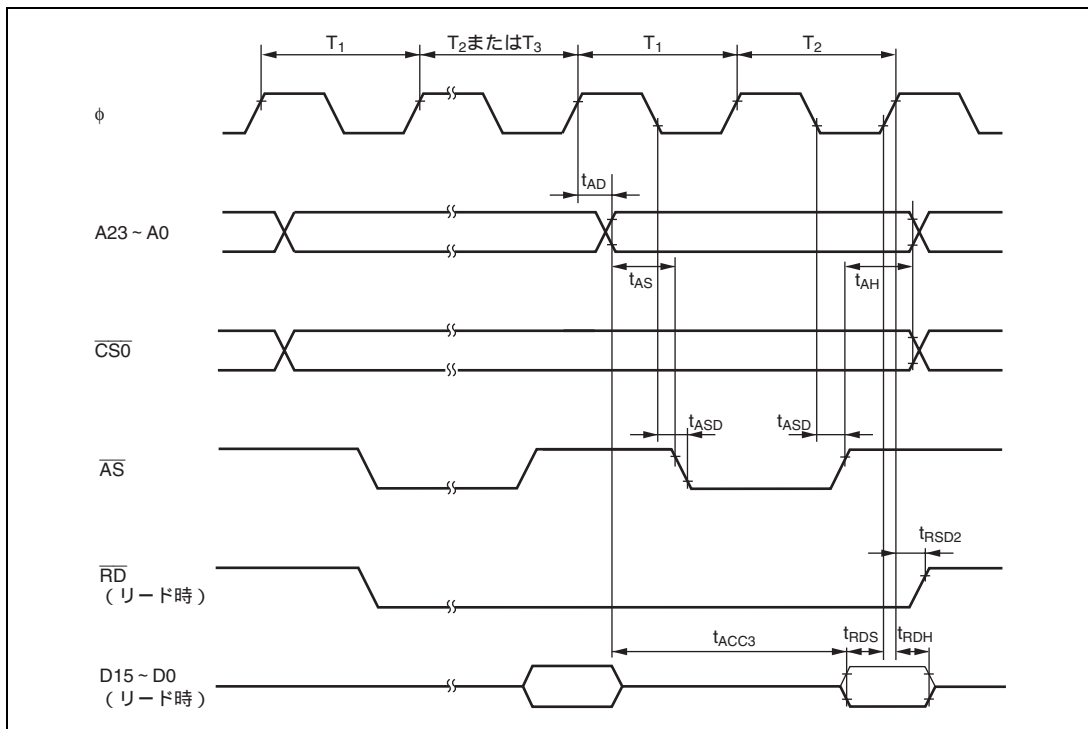 T1 T2またはT3 T1 T2
φ
tAD
A23～A0
tAS tAH
CS0
tASD tASD
AS
tRSD2
RD
（リード時）
tACC3 tRDS tRDH
D15～D0
（リード時）